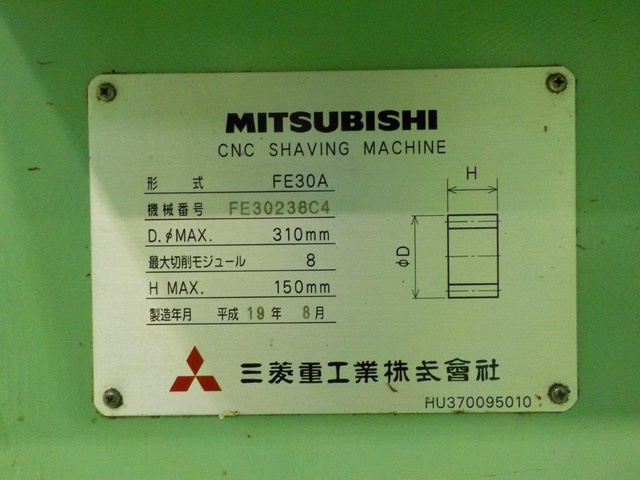 MITSUBISHI
CNC SHAVING MACHINE
形 式 FE30A
機械番号 FE30238C4
D.φMAX. 310mm
最大切削モジュール 8
H MAX. 150mm
製造年月 平成 19 年 8 月
H
φD
三菱重工業株式會社
HU370095010